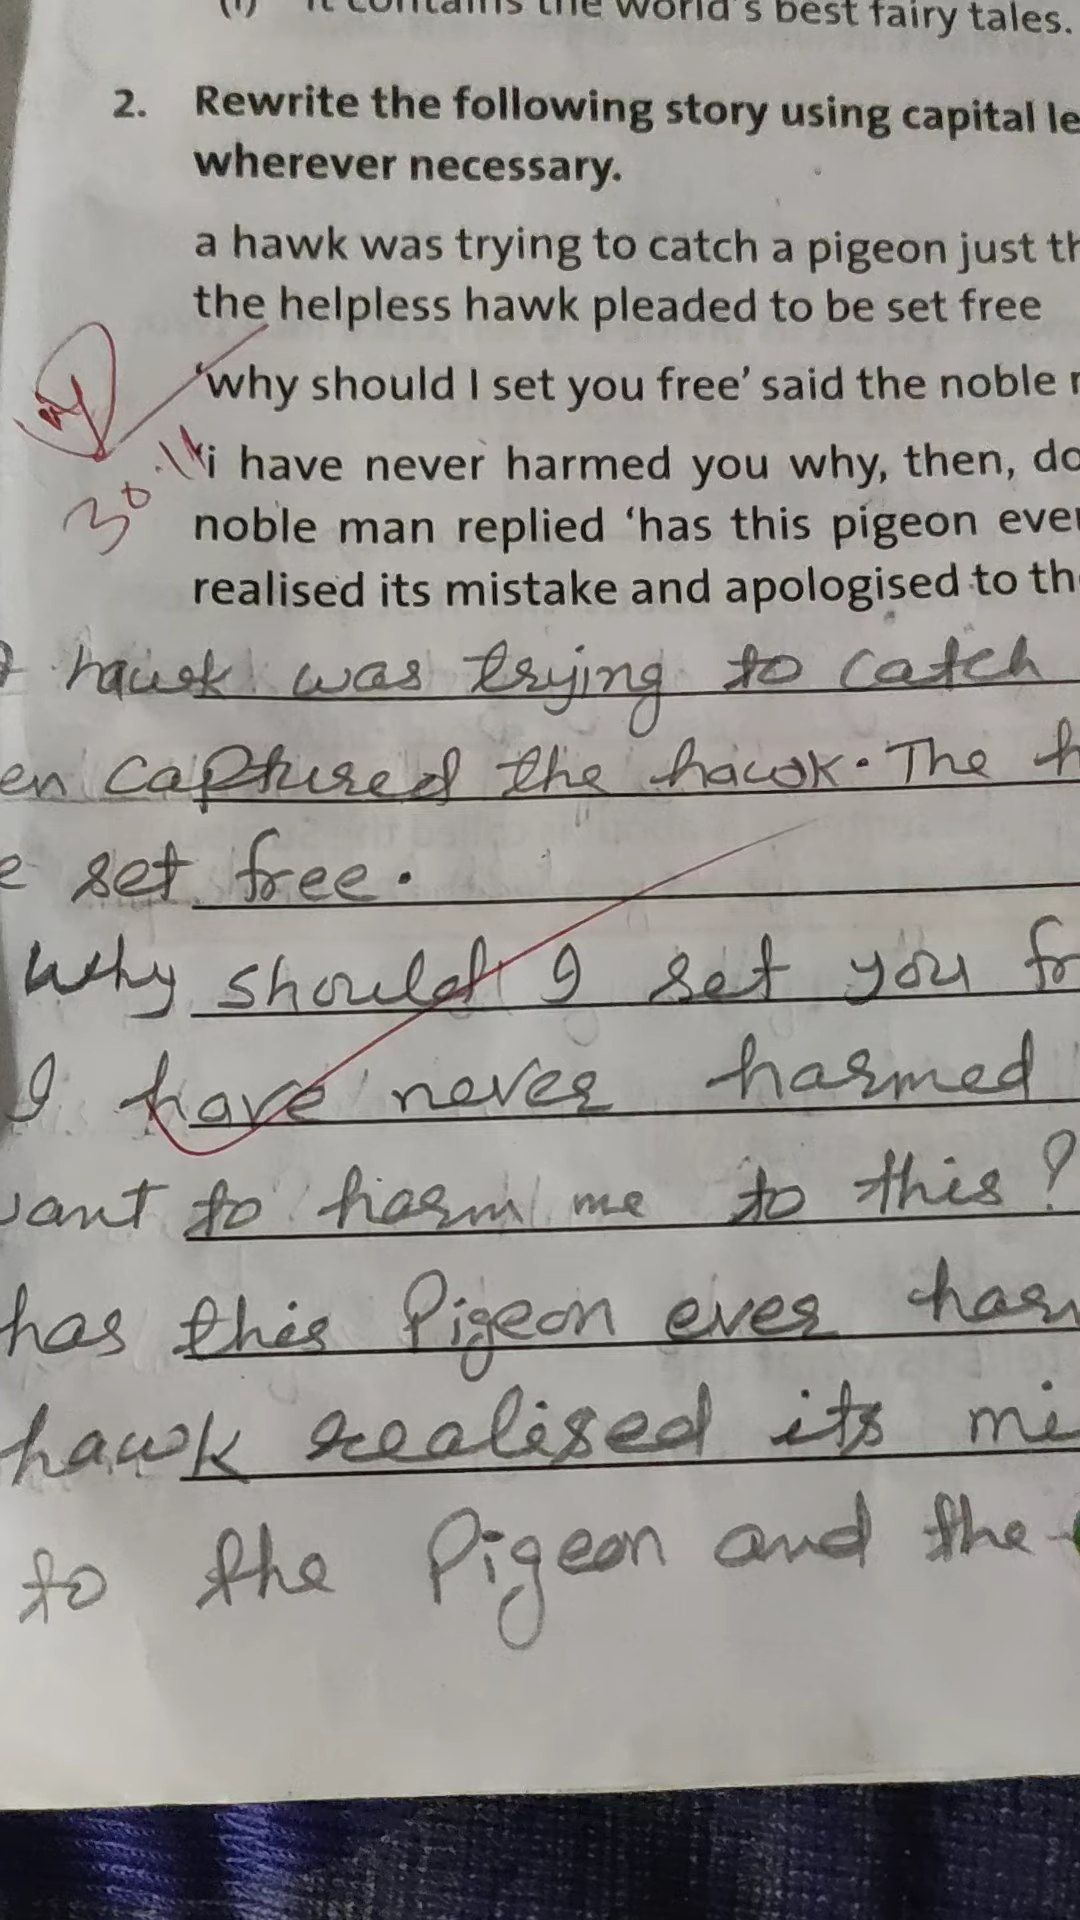 (i) it contains the world's best fairy tales.
2. Rewrite the following story using capital le
wherever necessary.
a hawk was trying to catch a pigeon just th
the helpless hawk pleaded to be set free
'why should I set you free' said the noble
'i have never harmed you why, then, do
noble man replied 'has this pigeon ever
realised its mistake and apologised to th
hawk was trying to catch
en captured the hawk. The h
e set free.
Why should I set you fr
I have never harmed
want to harm me to this?
has this Pigeon ever harm
hawk realised its mi
to the Pigeon and the